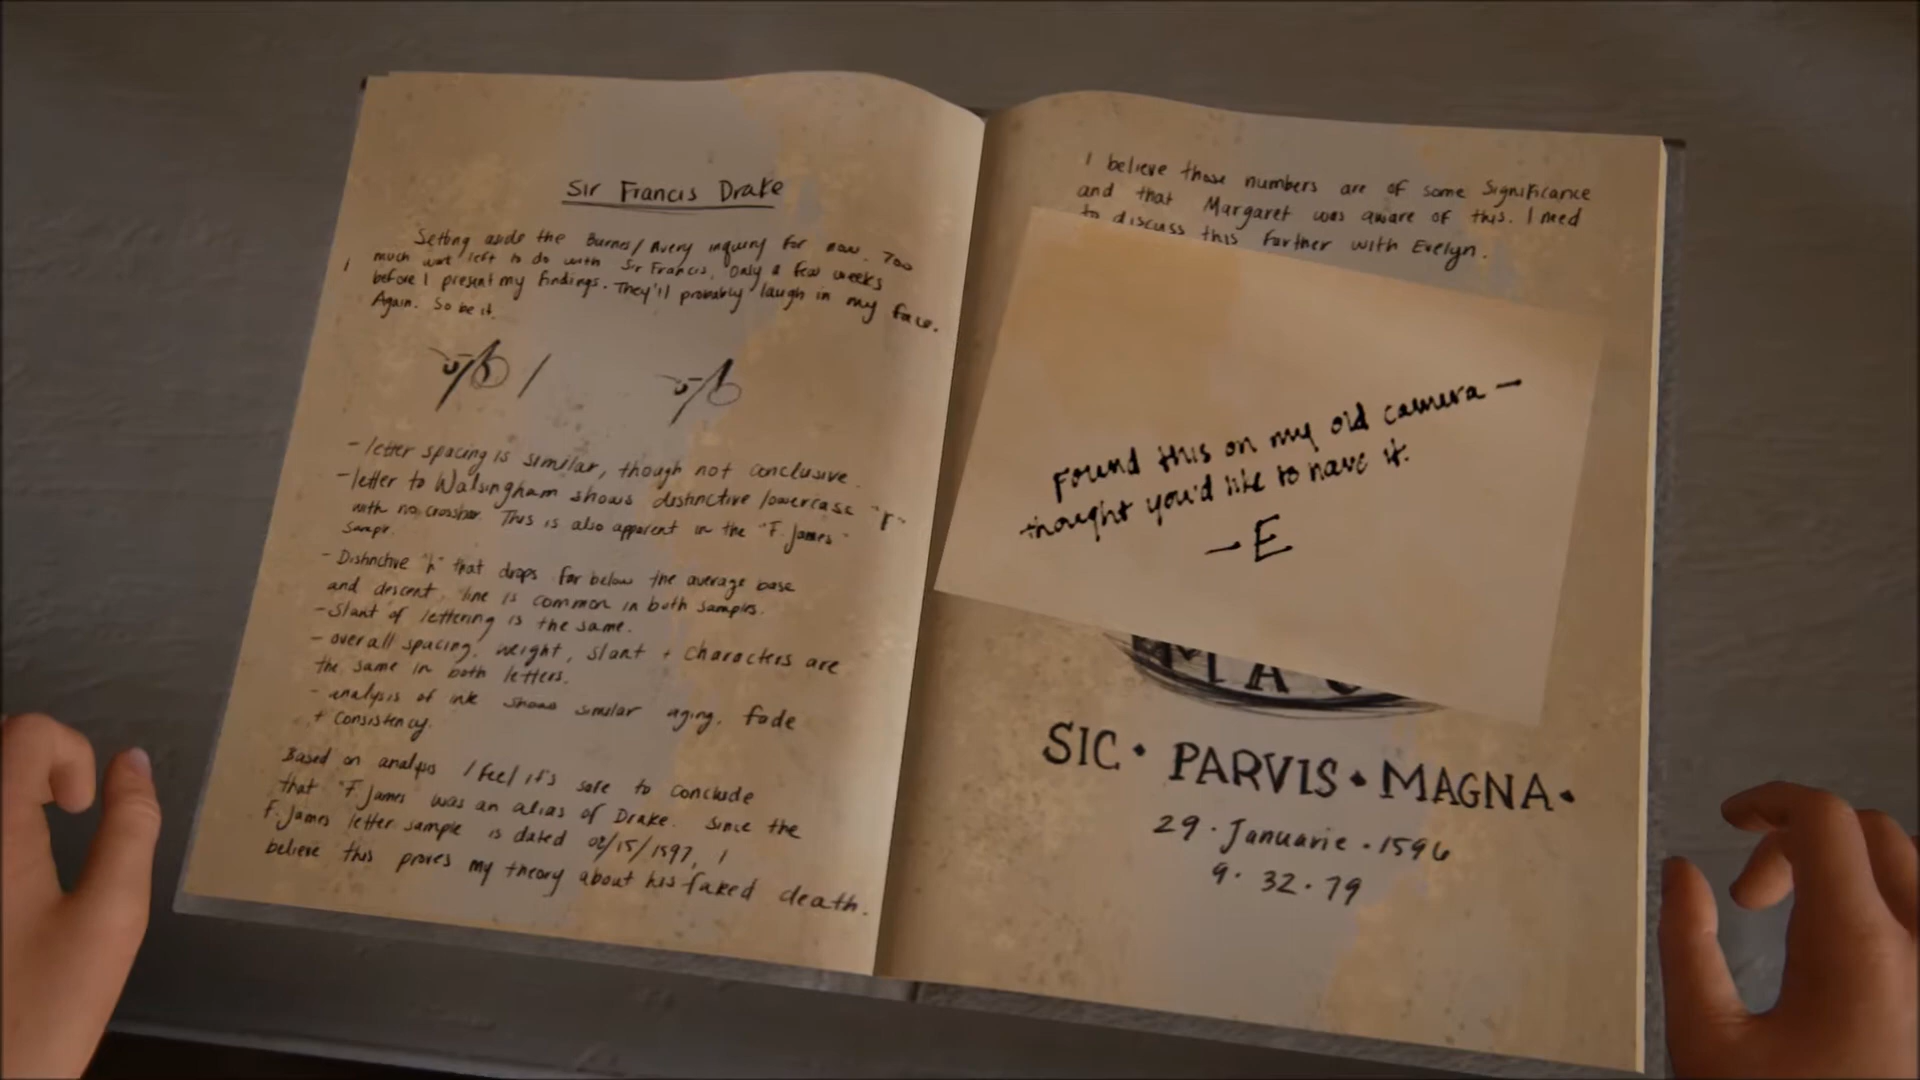 Sir Francis Drake
Setting aside the Burnes/Avery inquiry for now. Too
much work left to do with Sir Francis. Only a few weeks
before I present my findings. They'll probably laugh in my face.
Again. So be it.
- letter spacing is similar, though not conclusive.
- letter to Walsingham shows distinctive lowercase "F"
with no crossbar. This is also apparent in the "F. James"
sample.
- Distinctive "h" that drops far below the average base
and descent line is common in both samples.
- Slant of lettering is the same.
- overall spacing, weight, slant + characters are
the same in both letters.
- analysis of ink shows similar aging, fade
+ consistency.
Based on analysis I feel it's safe to conclude
that "F. James was an alias of Drake. Since the
F. James letter sample is dated 02/15/1597, I
believe this proves my theory about his faked death.
I believe those numbers are of some significance
and that Margaret was aware of this. I need
to discuss this further with Evelyn.
Found this on my old camera -
thought you'd like to have it.
- E
MAG
SIC · PARVIS · MAGNA ·
29 · Januarie · 1596
9 · 32 · 79